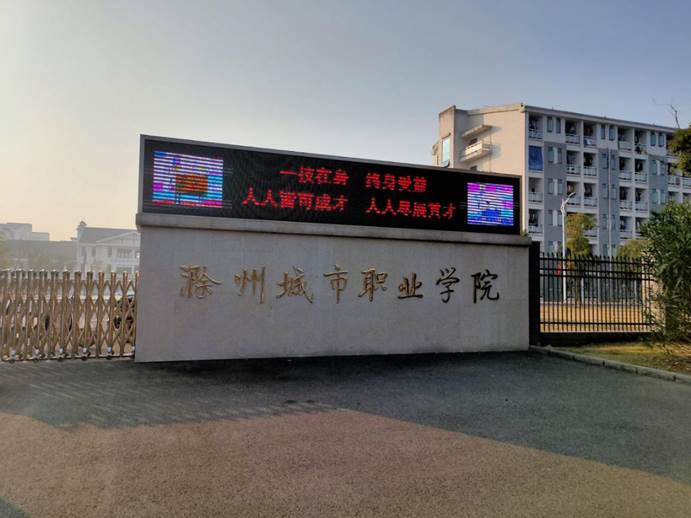 一技在身 终身受益
人人皆可成才 人人尽展其才
滁州城市职业学院